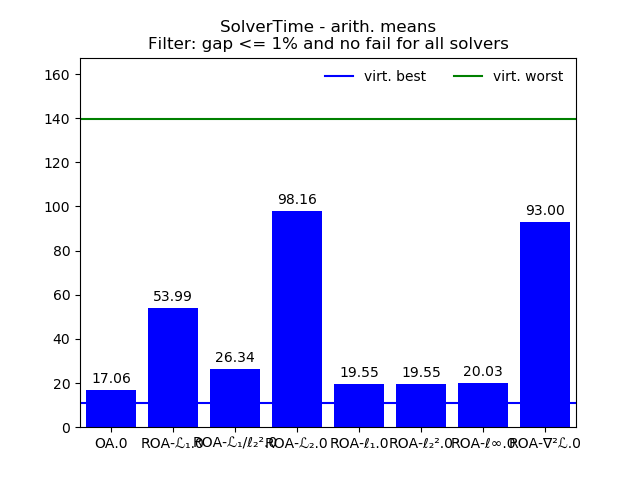 SolverTime - arith. means
Filter: gap <= 1% and no fail for all solvers
virt. best
virt. worst
160
140
120
100
80
60
40
20
0
17.06
53.99
26.34
98.16
19.55
19.55
20.03
93.00
OA.0
ROA-ℒ₁.0
ROA-ℒ₁/ℓ₂².0
ROA-ℒ₂.0
ROA-ℓ₁.0
ROA-ℓ₂².0
ROA-ℓ∞.0
ROA-∇²ℒ.0